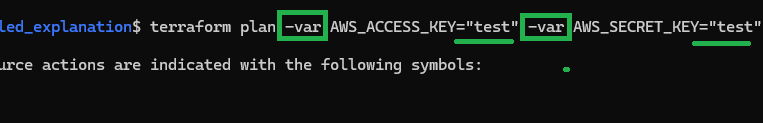 led_explanation$ terraform plan -var AWS_ACCESS_KEY="test" -var AWS_SECRET_KEY="test"
urce actions are indicated with the following symbols: